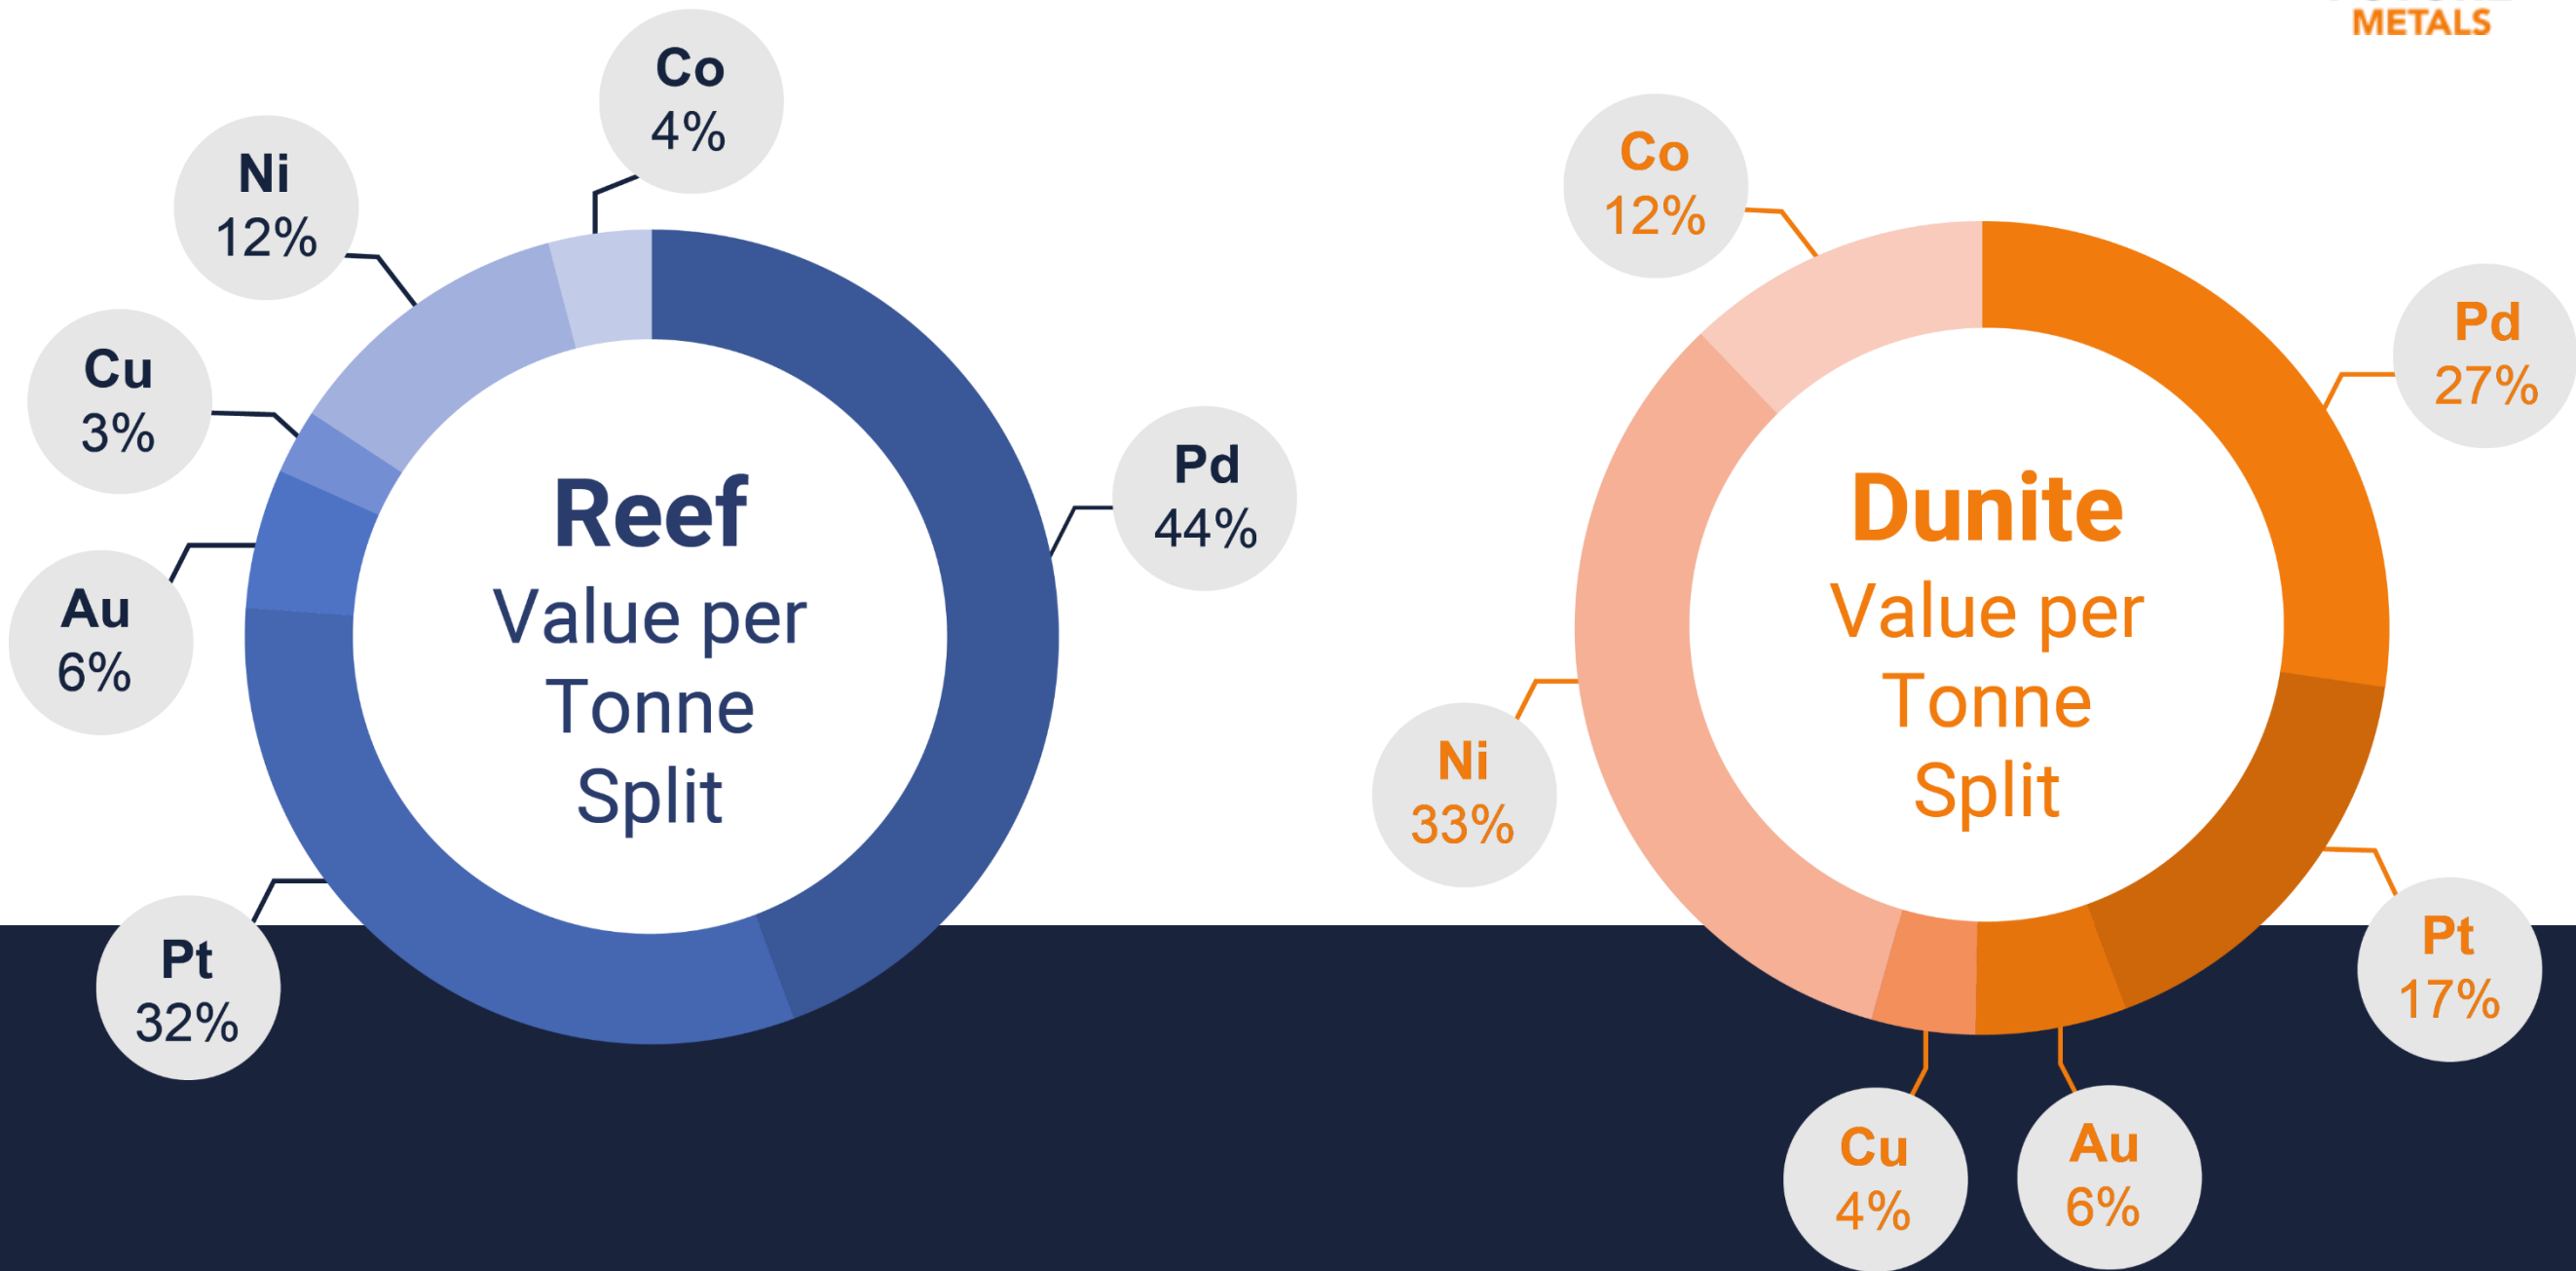 METALS
Co
4%
Ni
12%
Cu
3%
Au
6%
Pt
32%
Pd
44%
Reef
Value per
Tonne
Split
Co
12%
Pd
27%
Ni
33%
Pt
17%
Cu
4%
Au
6%
Dunite
Value per
Tonne
Split